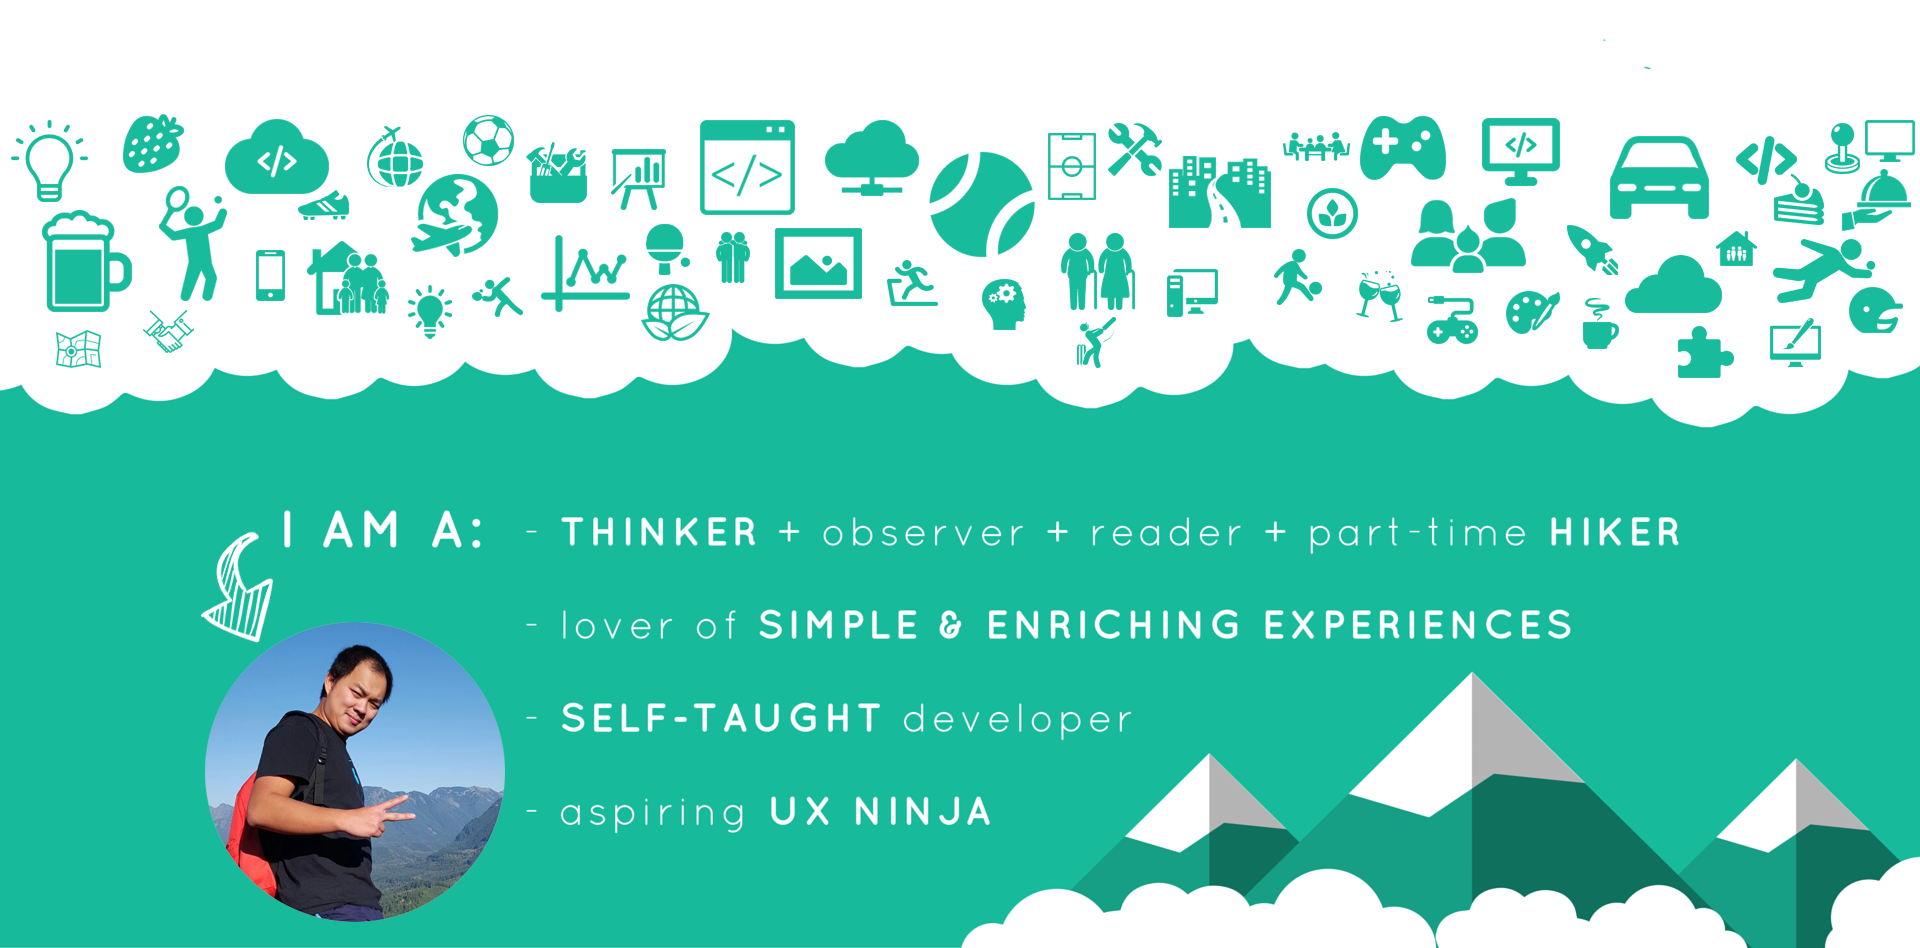 </>
</>
</>
</>
I AM A:
- THINKER + observer + reader + part-time HIKER
- lover of SIMPLE & ENRICHING EXPERIENCES
- SELF-TAUGHT developer
- aspiring UX NINJA